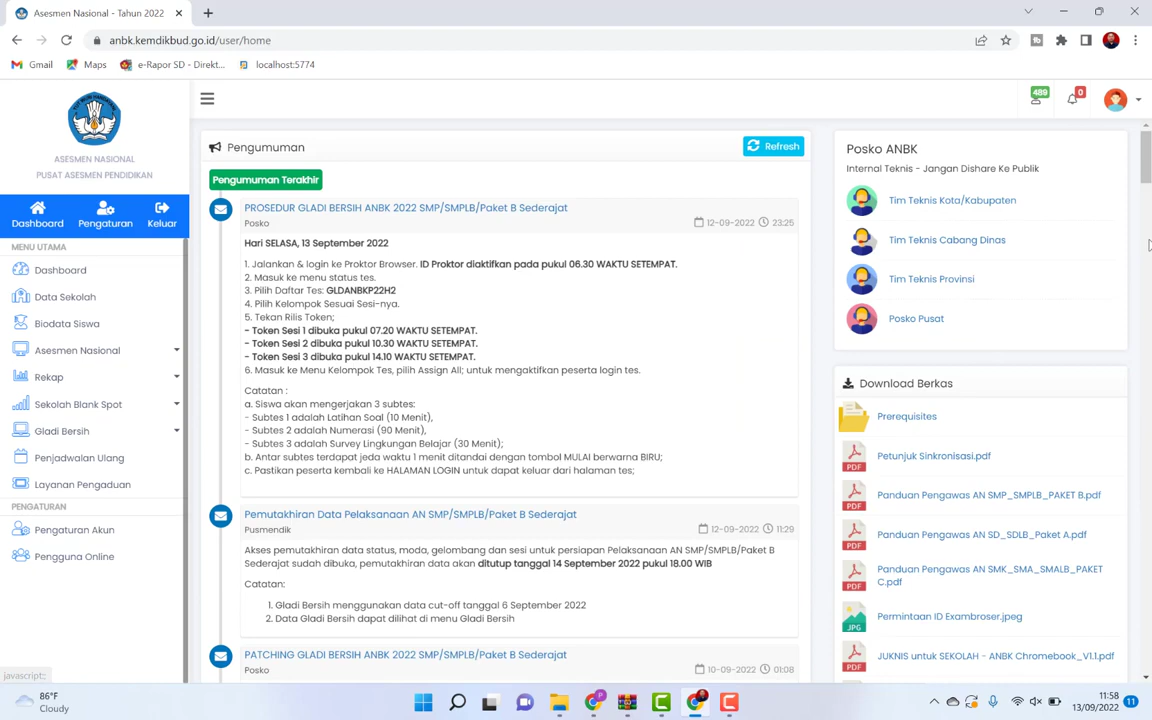 Asesmen Nasional - Tahun 2022
anbk.kemdikbud.go.id/user/home
Gmail
Maps
e-Rapor SD - Direkt...
localhost:5774
ASESMEN NASIONAL
PUSAT ASESMEN PENDIDIKAN
Dashboard
Pengaturan
Keluar
MENU UTAMA
Dashboard
Data Sekolah
Biodata Siswa
Asesmen Nasional
Rekap
Sekolah Blank Spot
Gladi Bersih
Penjadwalan Ulang
Layanan Pengaduan
PENGATURAN
Pengaturan Akun
Pengguna Online
489
0
Pengumuman
Refresh
Pengumuman Terakhir
PROSEDUR GLADI BERSIH ANBK 2022 SMP/SMPLB/Paket B Sederajat
Posko
12-09-2022 23:25
Hari SELASA, 13 September 2022
1. Jalankan & login ke Proktor Browser. ID Proktor diaktifkan pada pukul 06.30 WAKTU SETEMPAT.
2. Masuk ke menu status tes.
3. Pilih Daftar Tes: GLDANBKP22H2
4. Pilih Kelompok Sesuai Sesi-nya.
5. Tekan Rilis Token;
- Token Sesi 1 dibuka pukul 07.20 WAKTU SETEMPAT.
- Token Sesi 2 dibuka pukul 10.30 WAKTU SETEMPAT.
- Token Sesi 3 dibuka pukul 14.10 WAKTU SETEMPAT.
6. Masuk ke Menu Kelompok Tes, pilih Assign All; untuk mengaktifkan peserta login tes.
Catatan :
a. Siswa akan mengerjakan 3 subtes:
- Subtes 1 adalah Latihan Soal (10 Menit),
- Subtes 2 adalah Numerasi (90 Menit),
- Subtes 3 adalah Survey Lingkungan Belajar (30 Menit);
b. Antar subtes terdapat jeda waktu 1 menit ditandai dengan tombol MULAI berwarna BIRU;
c. Pastikan peserta kembali ke HALAMAN LOGIN untuk dapat keluar dari halaman tes;
Pemutakhiran Data Pelaksanaan AN SMP/SMPLB/Paket B Sederajat
Pusmendik
12-09-2022 11:29
Akses pemutakhiran data status, moda, gelombang dan sesi untuk persiapan Pelaksanaan AN SMP/SMPLB/Paket B
Sederajat sudah dibuka, pemutakhiran data akan ditutup tanggal 14 September 2022 pukul 18.00 WIB
Catatan:
1. Gladi Bersih menggunakan data cut-off tanggal 6 September 2022
2. Data Gladi Bersih dapat dilihat di menu Gladi Bersih
PATCHING GLADI BERSIH ANBK 2022 SMP/SMPLB/Paket B Sederajat
Posko
10-09-2022 01:08
Posko ANBK
Internal Teknis - Jangan Dishare Ke Publik
Tim Teknis Kota/Kabupaten
Tim Teknis Cabang Dinas
Tim Teknis Provinsi
Posko Pusat
Download Berkas
Prerequisites
PDF
Petunjuk Sinkronisasi.pdf
PDF
Panduan Pengawas AN SMP_SMPLB_PAKET B.pdf
PDF
Panduan Pengawas AN SD_SDLB_Paket A.pdf
PDF
Panduan Pengawas AN SMK_SMA_SMALB_PAKET
C.pdf
JPG
Permintaan ID Exambroser.jpeg
PDF
JUKNIS untuk SEKOLAH - ANBK Chromebook_V1.1.pdf
javascript:;
86°F
Cloudy
11:58
13/09/2022
11